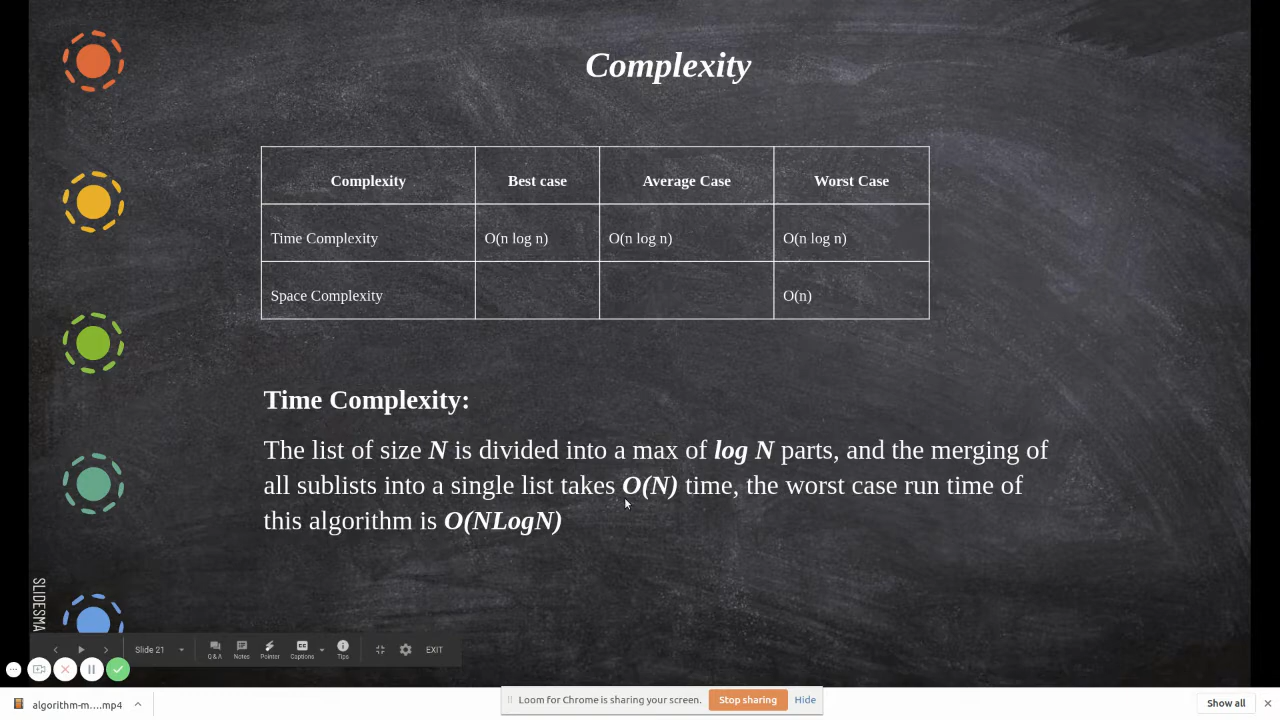 Complexity
Complexity Best case Average Case Worst Case
Time Complexity O(n log n) O(n log n) O(n log n)
Space Complexity O(n)
Time Complexity:
The list of size N is divided into a max of log N parts, and the merging of
all sublists into a single list takes O(N) time, the worst case run time of
this algorithm is O(NLogN)
SLIDESMA
Slide 21 Q & A Notes Pointer Captions Tips EXIT
algorithm-m....mp4
Loom for Chrome is sharing your screen. Stop sharing Hide
Show all